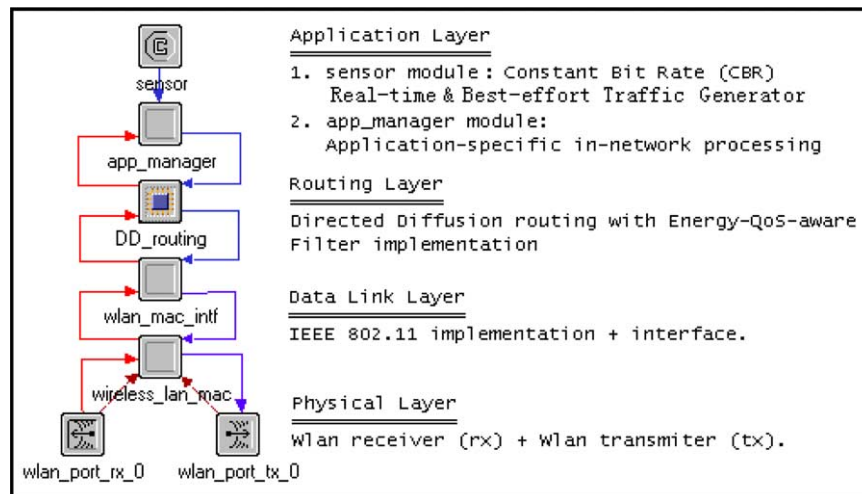 sensor
app_manager
DD_routing
wlan_mac_intf
wireless_lan_mac
wlan_port_rx_0
wlan_port_tx_0
Application Layer
1. sensor module : Constant Bit Rate (CBR)
Real-time & Best-effort Traffic Generator
2. app_manager module:
Application-specific in-network processing
Routing Layer
Directed Diffusion routing with Energy-QoS-aware
Filter implementation
Data Link Layer
IEEE 802.11 implementation + interface.
Physical Layer
Wlan receiver (rx) + Wlan transmiter (tx).